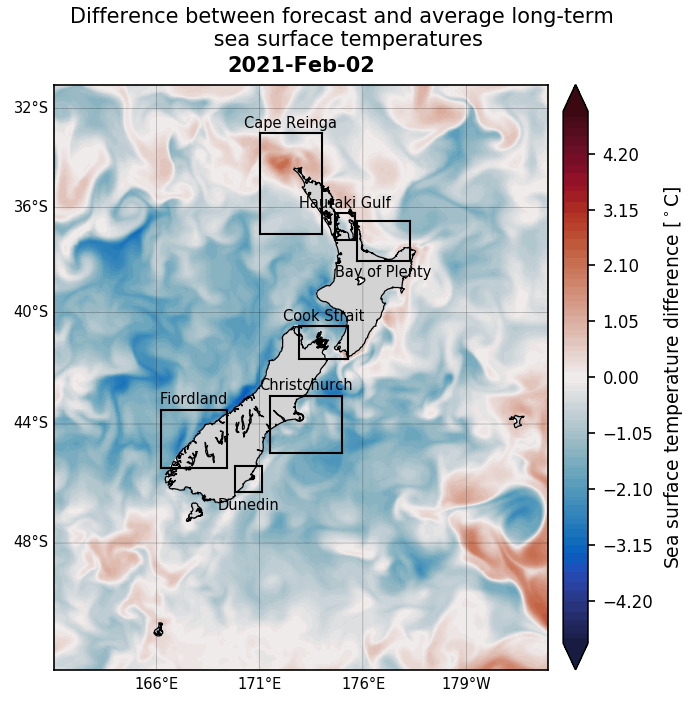 Difference between forecast and average long-term
sea surface temperatures
2021-Feb-02
32°S
36°S
40°S
44°S
48°S
Cape Reinga
Hauraki Gulf
Bay of Plenty
Cook Strait
Christchurch
Fiordland
Dunedin
166°E
171°E
176°E
179°W
4.20
3.15
2.10
1.05
0.00
−1.05
−2.10
−3.15
−4.20
Sea surface temperature difference [°C]